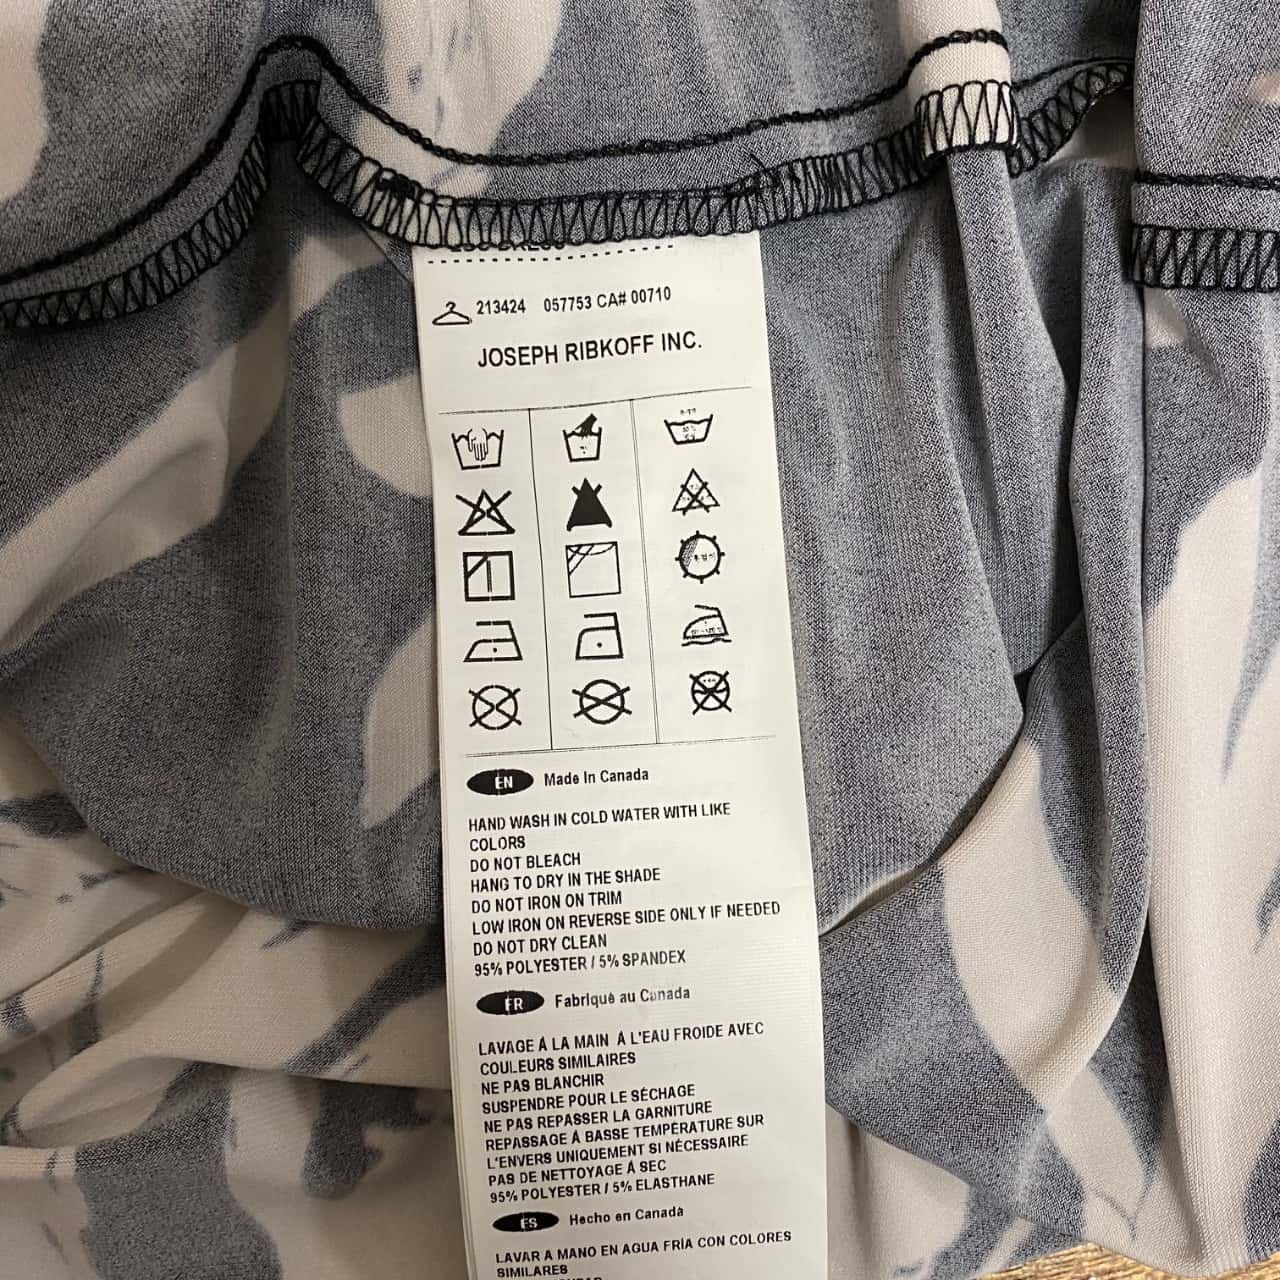 213424 057753 CA# 00710
JOSEPH RIBKOFF INC.
EN Made In Canada
HAND WASH IN COLD WATER WITH LIKE
COLORS
DO NOT BLEACH
HANG TO DRY IN THE SHADE
DO NOT IRON ON TRIM
LOW IRON ON REVERSE SIDE ONLY IF NEEDED
DO NOT DRY CLEAN
95% POLYESTER / 5% SPANDEX
FR Fabriqué au Canada
LAVAGE À LA MAIN À L'EAU FROIDE AVEC
COULEURS SIMILAIRES
NE PAS BLANCHIR
SUSPENDRE POUR LE SÉCHAGE
NE PAS REPASSER LA GARNITURE
REPASSAGE À BASSE TEMPÉRATURE SUR
L'ENVERS UNIQUEMENT SI NÉCESSAIRE
PAS DE NETTOYAGE À SEC
95% POLYESTER / 5% ELASTHANE
ES Hecho en Canadá
LAVAR A MANO EN AGUA FRÍA CON COLORES
SIMILARES